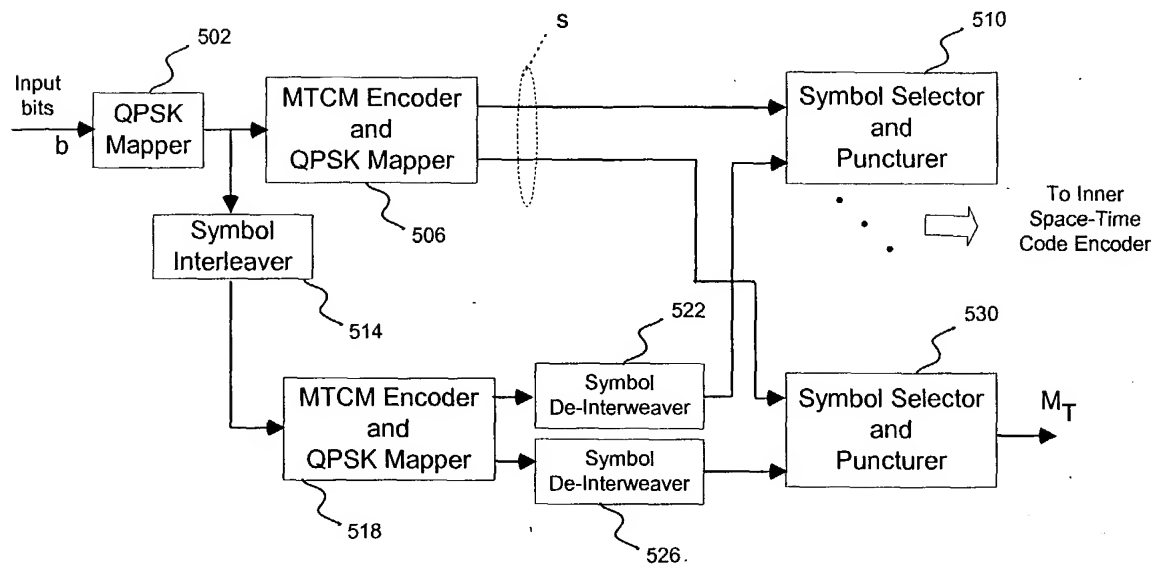 502
S
510
Input
bits
b
QPSK
Mapper
MTCM Encoder
and
QPSK Mapper
Symbol Selector
and
Puncturer
506
Symbol
Interleaver
To Inner
Space-Time
Code Encoder
514
522
530
MTCM Encoder
and
QPSK Mapper
Symbol
De-Interweaver
Symbol
De-Interweaver
Symbol Selector
and
Puncturer
MT
518
526.